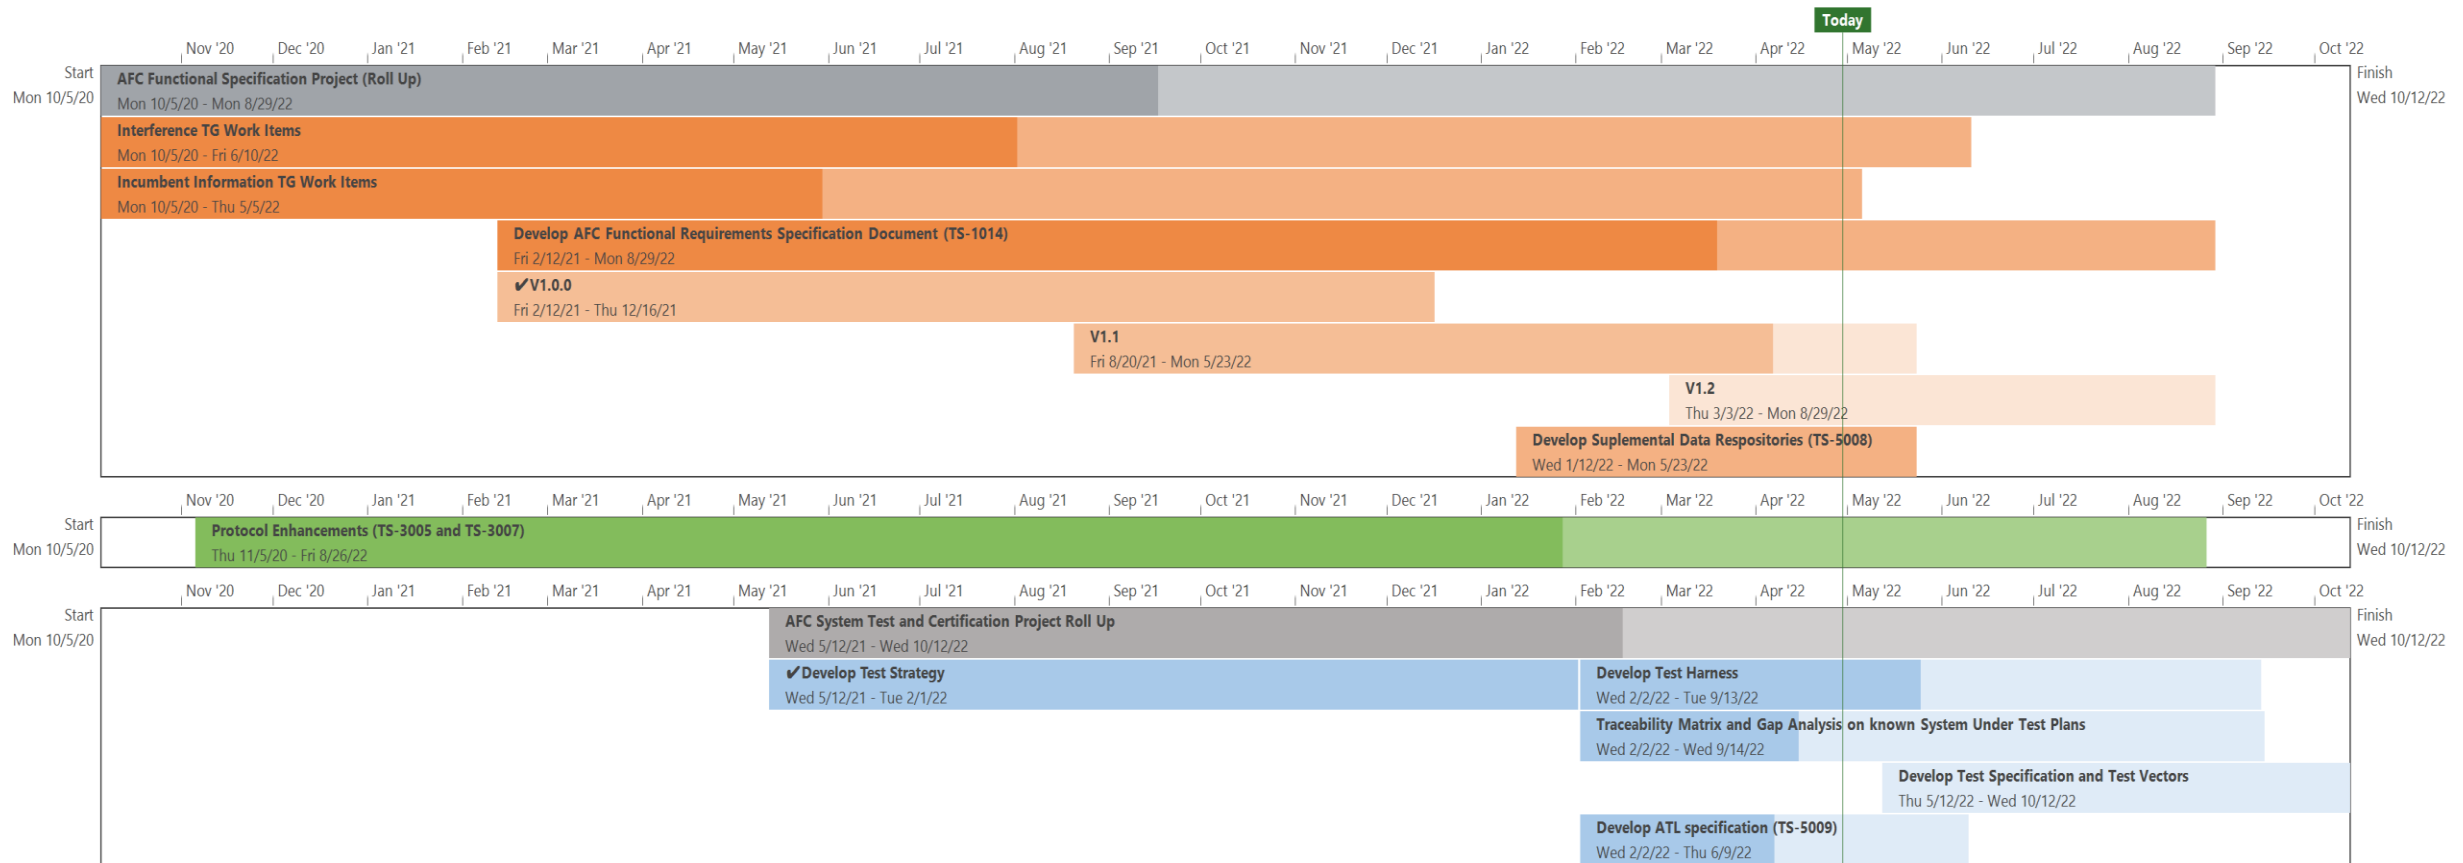 Today
Nov '20 Dec '20 Jan '21 Feb '21 Mar '21 Apr '21 May '21 Jun '21 Jul '21 Aug '21 Sep '21 Oct '21 Nov '21 Dec '21 Jan '22 Feb '22 Mar '22 Apr '22 May '22 Jun '22 Jul '22 Aug '22 Sep '22 Oct '22
Start
Mon 10/5/20
Finish
Wed 10/12/22
AFC Functional Specification Project (Roll Up)
Mon 10/5/20 - Mon 8/29/22
Interference TG Work Items
Mon 10/5/20 - Fri 6/10/22
Incumbent Information TG Work Items
Mon 10/5/20 - Thu 5/5/22
Develop AFC Functional Requirements Specification Document (TS-1014)
Fri 2/12/21 - Mon 8/29/22
✔V1.0.0
Fri 2/12/21 - Thu 12/16/21
V1.1
Fri 8/20/21 - Mon 5/23/22
V1.2
Thu 3/3/22 - Mon 8/29/22
Develop Suplemental Data Respositories (TS-5008)
Wed 1/12/22 - Mon 5/23/22
Nov '20 Dec '20 Jan '21 Feb '21 Mar '21 Apr '21 May '21 Jun '21 Jul '21 Aug '21 Sep '21 Oct '21 Nov '21 Dec '21 Jan '22 Feb '22 Mar '22 Apr '22 May '22 Jun '22 Jul '22 Aug '22 Sep '22 Oct '22
Start
Mon 10/5/20
Finish
Wed 10/12/22
Protocol Enhancements (TS-3005 and TS-3007)
Thu 11/5/20 - Fri 8/26/22
Nov '20 Dec '20 Jan '21 Feb '21 Mar '21 Apr '21 May '21 Jun '21 Jul '21 Aug '21 Sep '21 Oct '21 Nov '21 Dec '21 Jan '22 Feb '22 Mar '22 Apr '22 May '22 Jun '22 Jul '22 Aug '22 Sep '22 Oct '22
Start
Mon 10/5/20
Finish
Wed 10/12/22
AFC System Test and Certification Project Roll Up
Wed 5/12/21 - Wed 10/12/22
✔Develop Test Strategy
Wed 5/12/21 - Tue 2/1/22
Develop Test Harness
Wed 2/2/22 - Tue 9/13/22
Traceability Matrix and Gap Analysis on known System Under Test Plans
Wed 2/2/22 - Wed 9/14/22
Develop Test Specification and Test Vectors
Thu 5/12/22 - Wed 10/12/22
Develop ATL specification (TS-5009)
Wed 2/2/22 - Thu 6/9/22